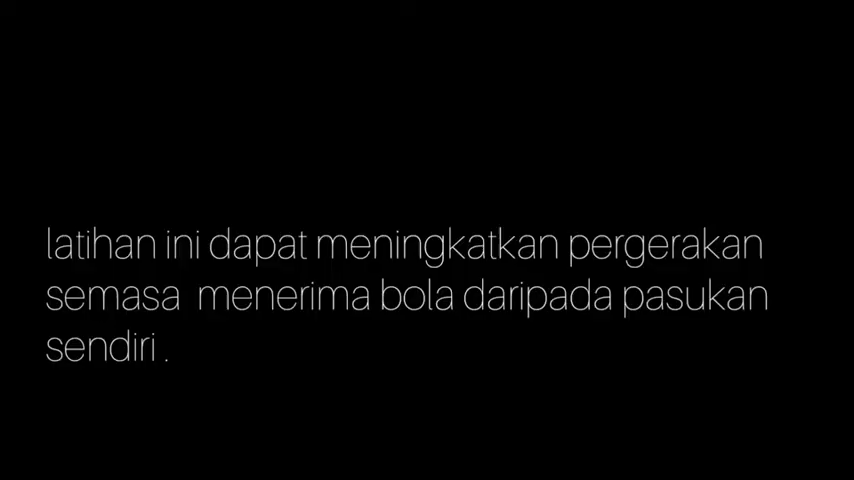 latihan ini dapat meningkatkan pergerakan
semasa  menerima bola daripada pasukan
sendiri .